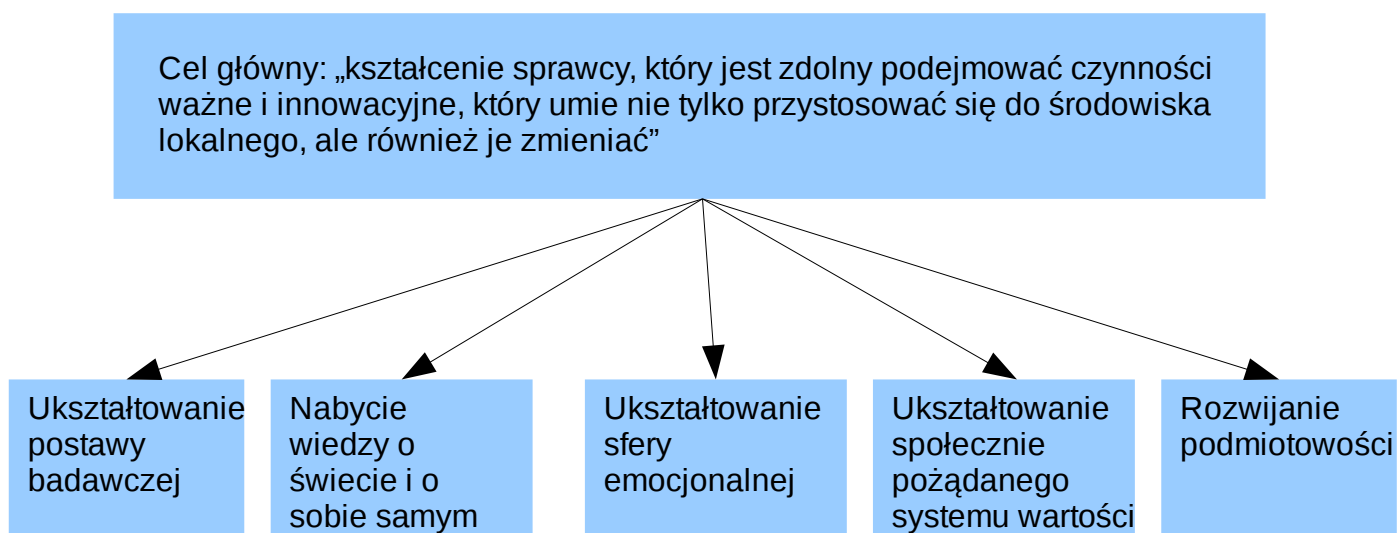 Cel główny: „kształcenie sprawcy, który jest zdolny podejmować czynności
ważne i innowacyjne, który umie nie tylko przystosować się do środowiska
lokalnego, ale również je zmieniać”
Ukształtowanie
postawy
badawczej
Nabycie
wiedzy o
świecie i o
sobie samym
Ukształtowanie
sfery
emocjonalnej
Ukształtowanie
społecznie
pożądanego
systemu wartości
Rozwijanie
podmiotowości